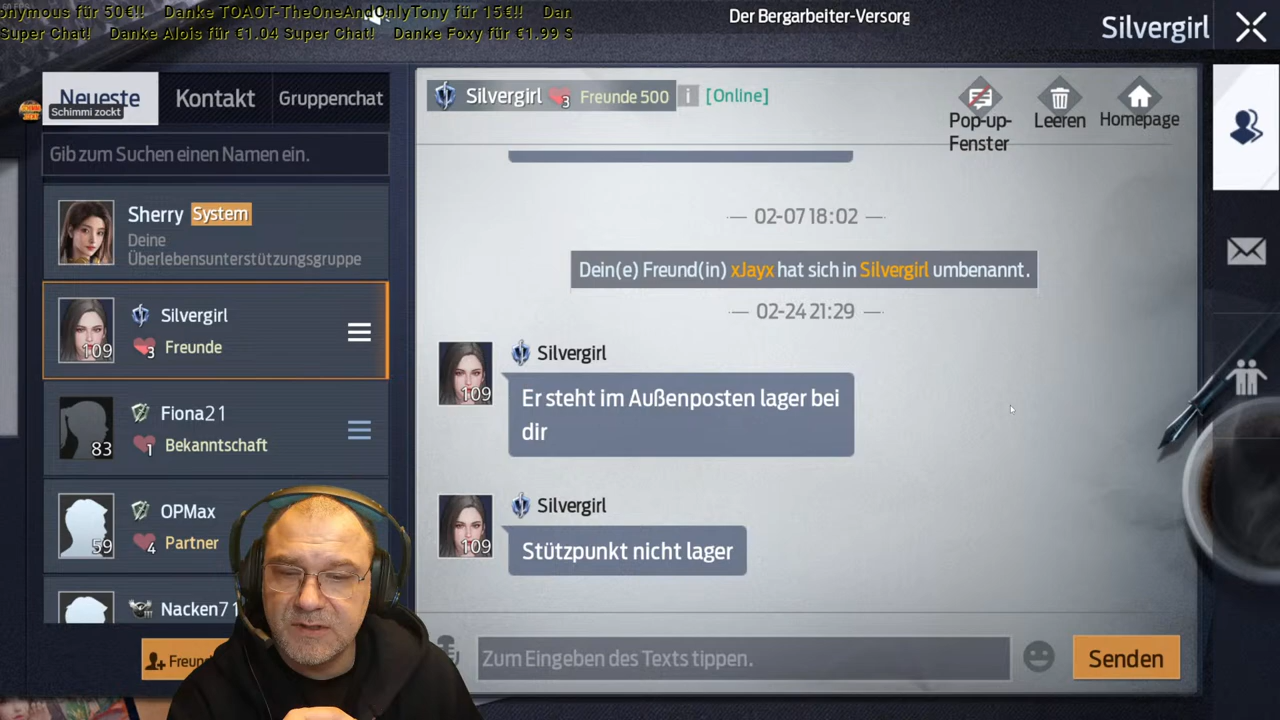 onymous für 50€!! Danke TOAOT-TheOneAndOnlyTony für 15€!! Dan
Super Chat! Danke Alois für €1.04 Super Chat! Danke Foxy für €1.99 S
Der Bergarbeiter-Versorg
Silvergirl
Neueste
Kontakt
Gruppenchat
Schimmi zockt
Gib zum Suchen einen Namen ein.
Sherry System
Deine
Überlebensunterstützungsgruppe
109
Silvergirl
3 Freunde
83
Fiona21
1 Bekanntschaft
59
OPMax
4 Partner
Nacken71
Freun
Silvergirl 3 Freunde 500 i [Online]
Pop-up-
Fenster
Leeren
Homepage
02-07 18:02
Dein(e) Freund(in) xJayx hat sich in Silvergirl umbenannt.
02-24 21:29
109
Silvergirl
Er steht im Außenposten lager bei
dir
109
Silvergirl
Stützpunkt nicht lager
Zum Eingeben des Texts tippen.
Senden